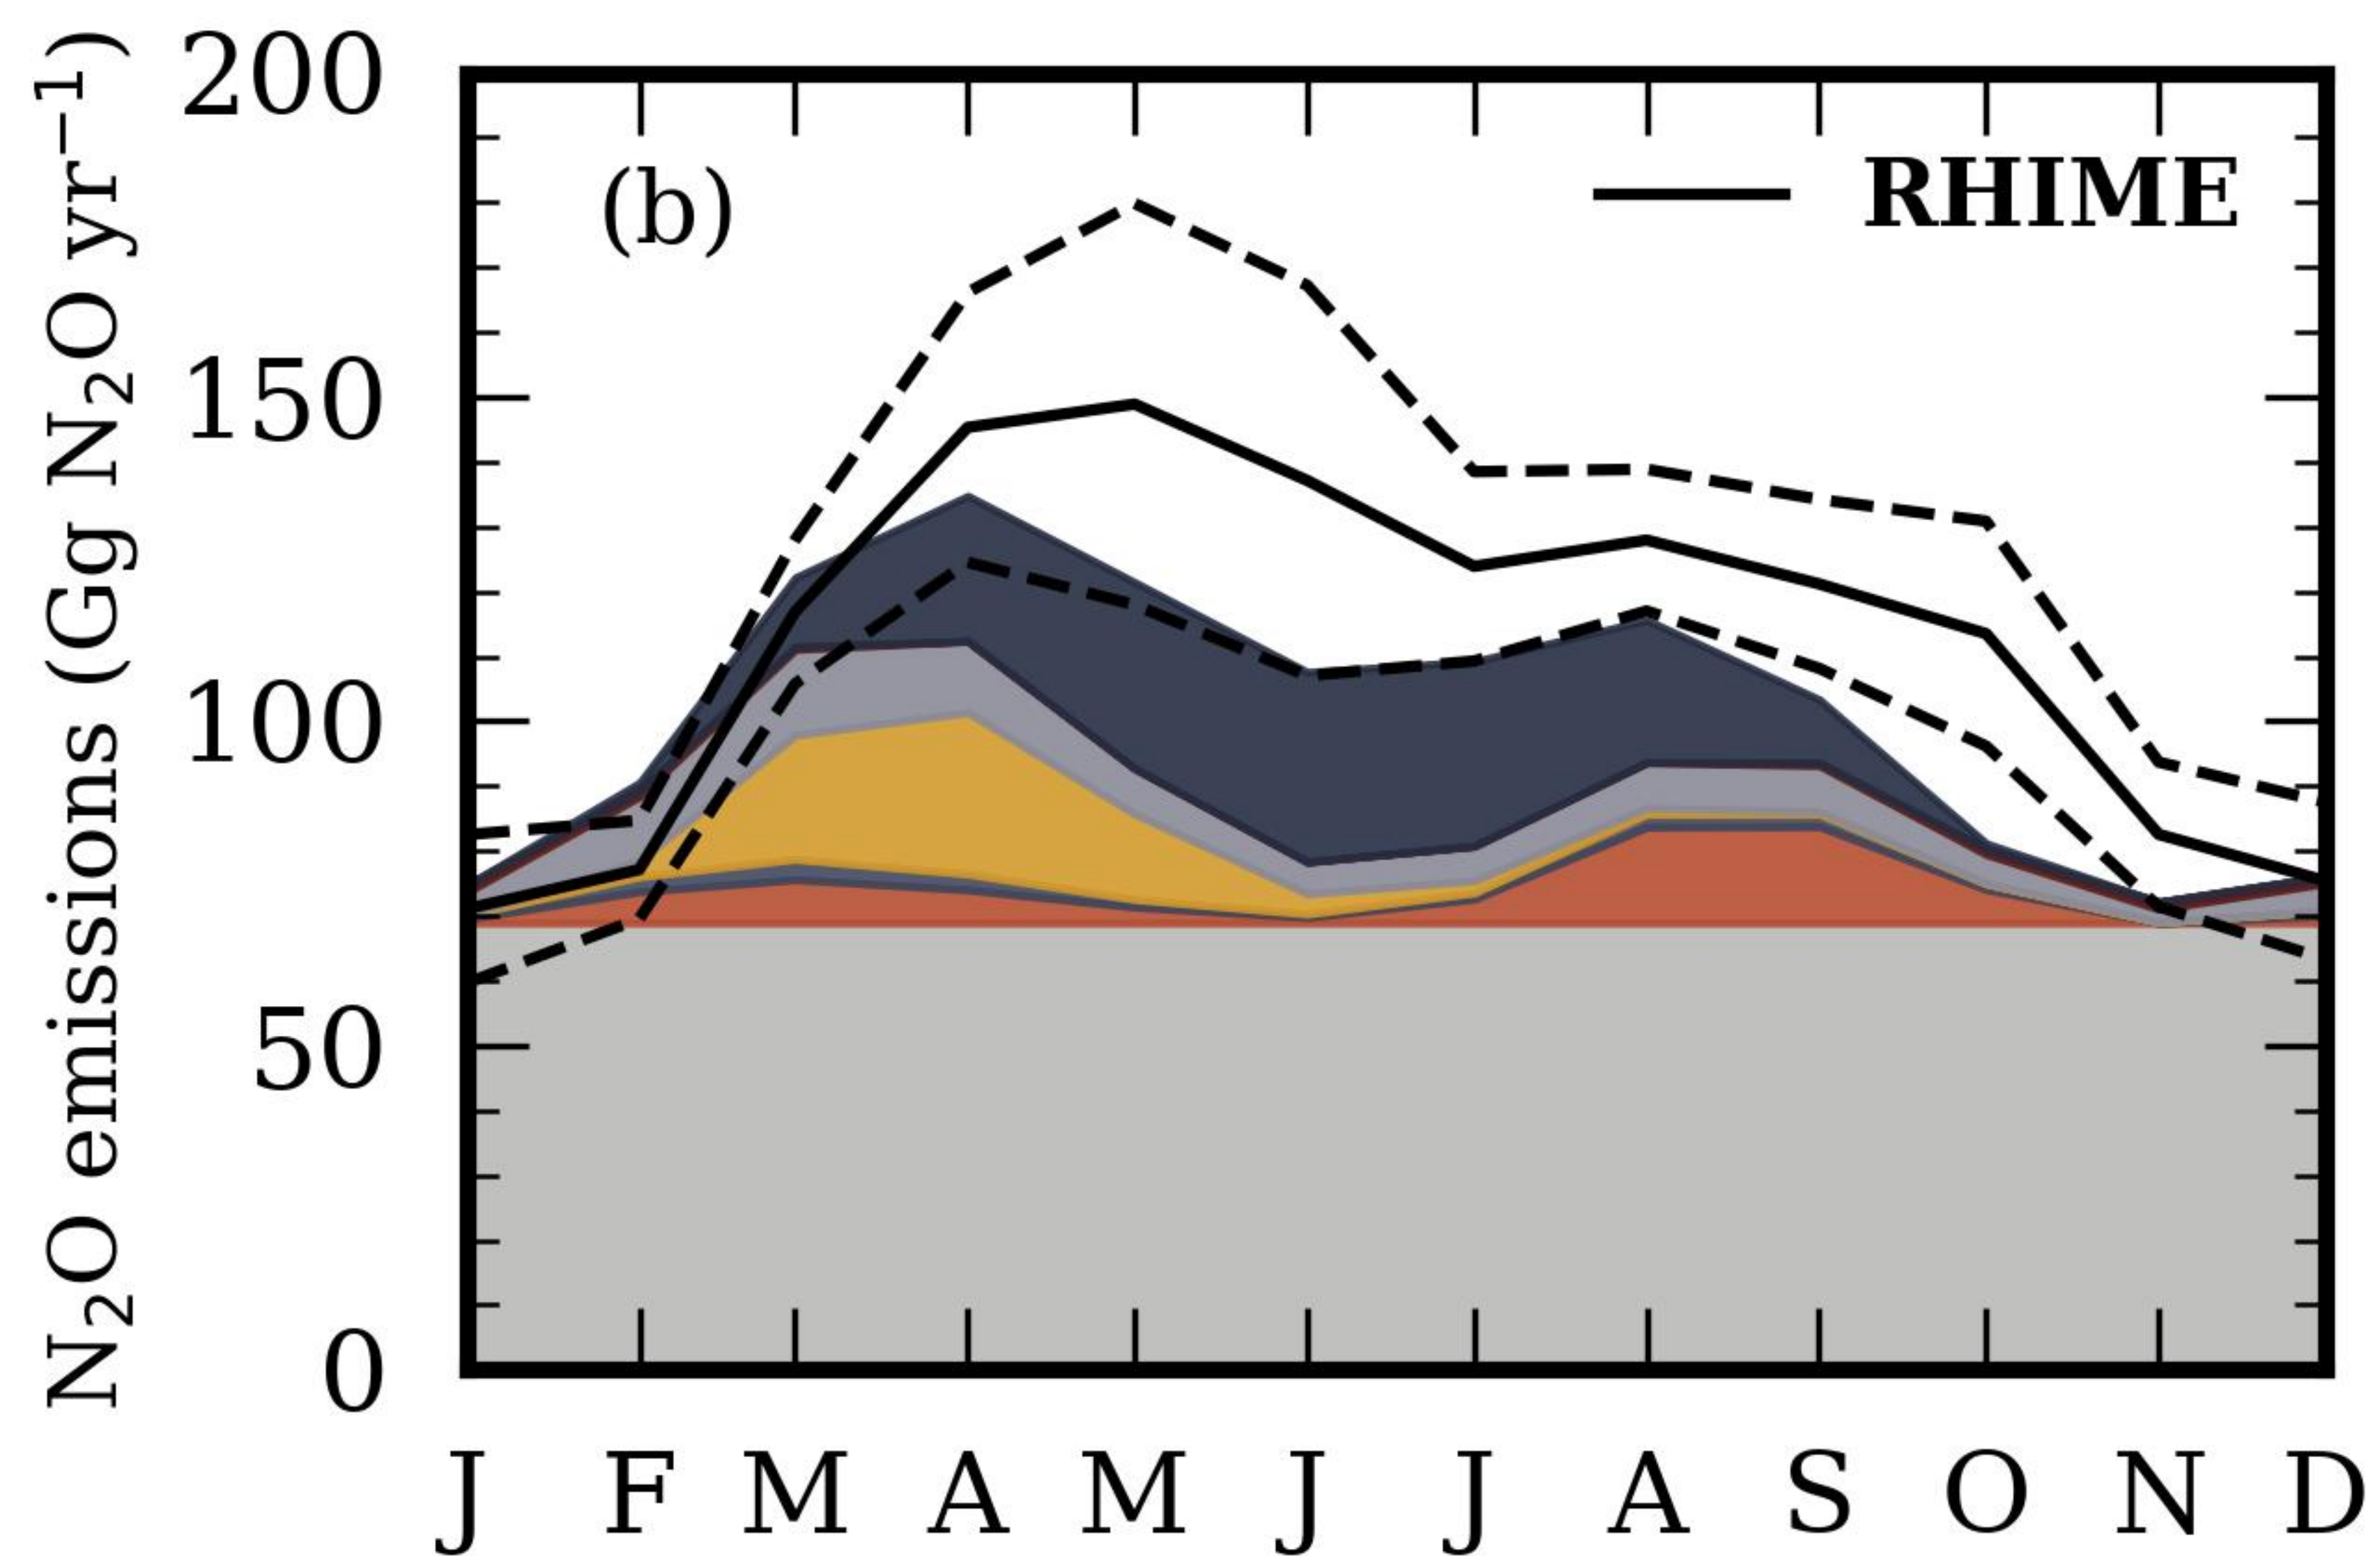 N₂O emissions (Gg N₂O yr⁻¹)
200
150
100
50
0
(b)
RHIME
J F M A M J J A S O N D